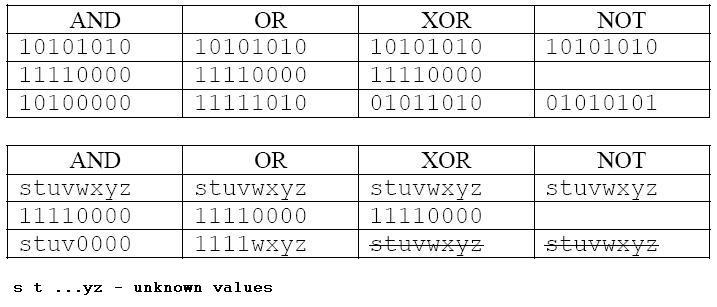 AND OR XOR NOT
10101010 10101010 10101010 10101010
11110000 11110000 11110000
10100000 11111010 01011010 01010101
AND OR XOR NOT
stuvwxyz stuvwxyz stuvwxyz stuvwxyz
11110000 11110000 11110000
stuv0000 1111wxyz stuvwxyz stuvwxyz
s t ...yz - unknown values